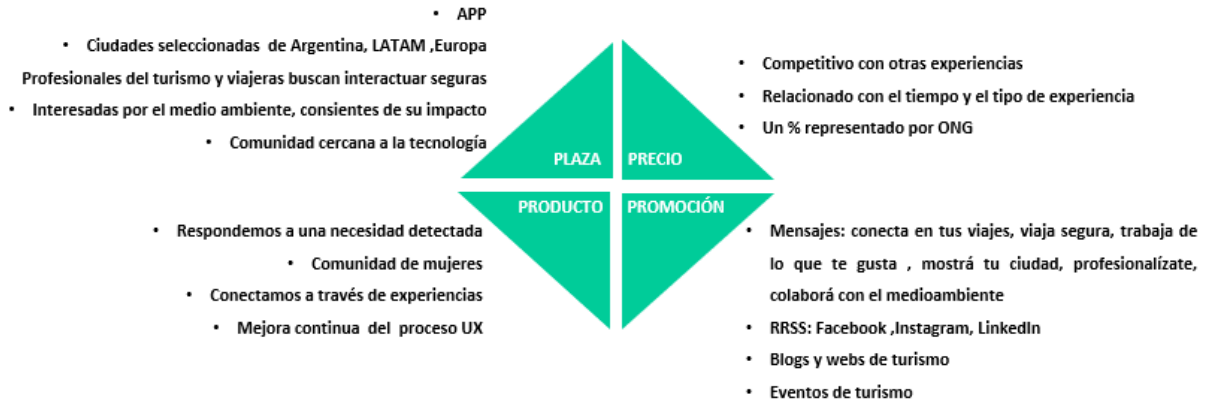 • APP
• Ciudades seleccionadas de Argentina, LATAM ,Europa
Profesionales del turismo y viajeras buscan interactuar seguras
• Interesadas por el medio ambiente, consientes de su impacto
• Comunidad cercana a la tecnología
PLAZA
• Competitivo con otras experiencias
• Relacionado con el tiempo y el tipo de experiencia
• Un % representado por ONG
PRECIO
PRODUCTO
• Respondemos a una necesidad detectada
• Comunidad de mujeres
• Conectamos a través de experiencias
• Mejora continua del proceso UX
PROMOCIÓN
• Mensajes: conecta en tus viajes, viaja segura, trabaja de
lo que te gusta , mostrá tu ciudad, profesionalízate,
colaborá con el medioambiente
• RRSS: Facebook ,Instagram, LinkedIn
• Blogs y webs de turismo
• Eventos de turismo